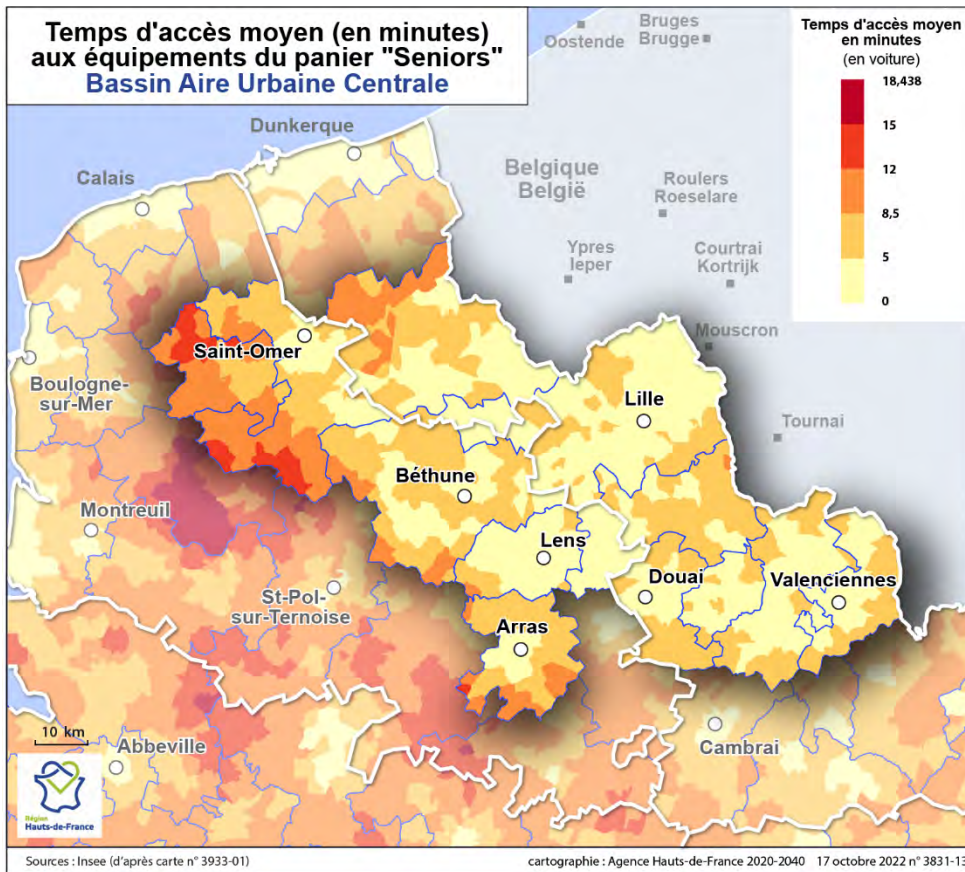 Temps d'accès moyen (en minutes)
aux équipements du panier "Seniors"
Bassin Aire Urbaine Centrale
Temps d'accès moyen
en minutes
(en voiture)
18,438
15
12
8,5
5
0
Oostende
Bruges
Brugge
Dunkerque
Calais
Belgique
België
Roulers
Roeselare
Ypres
Ieper
Courtrai
Kortrijk
Mouscron
Saint-Omer
Boulogne-
sur-Mer
Lille
Tournai
Béthune
Montreuil
Lens
Douai
Valenciennes
St-Pol-
sur-Ternoise
Arras
10 km
Abbeville
Cambrai
Région
Hauts-de-France
Sources : Insee (d'après carte n° 3933-01)
cartographie : Agence Hauts-de-France 2020-2040 17 octobre 2022 n° 3831-13